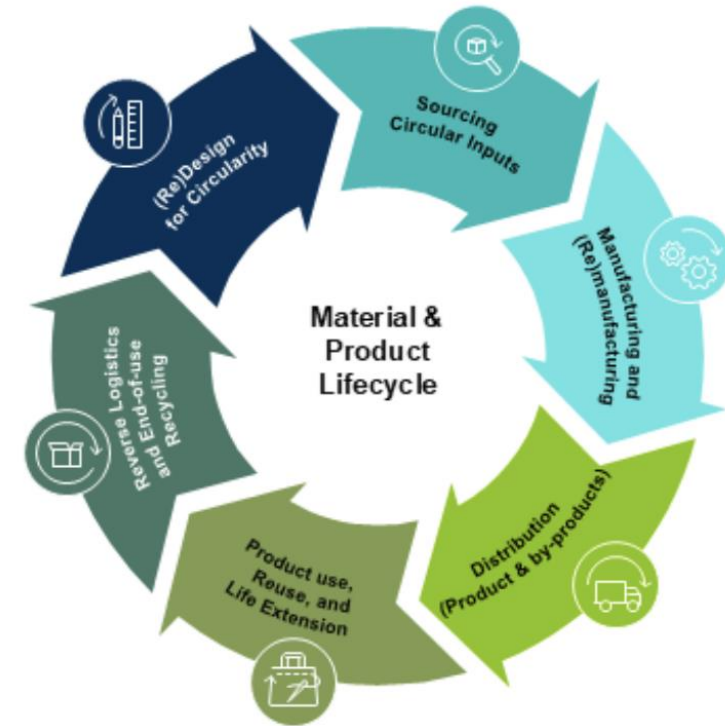 Material &
Product
Lifecycle
(Re)Design
for Circularity
Sourcing
Circular Inputs
Manufacturing and
(Re)manufacturing
Distribution
(Product & by-products)
Product use,
Reuse, and
Life Extension
Reverse Logistics
and End-of-use
Recycling